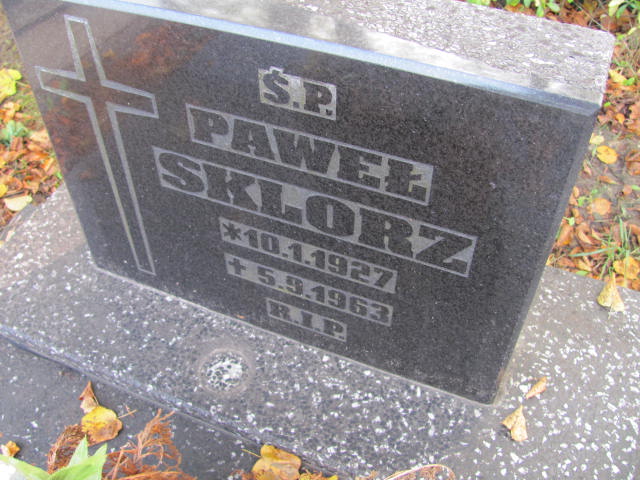 Ś.P.
PAWEŁ
SKLORZ
*10.1.1927
+5.9.1963
R.I.P.